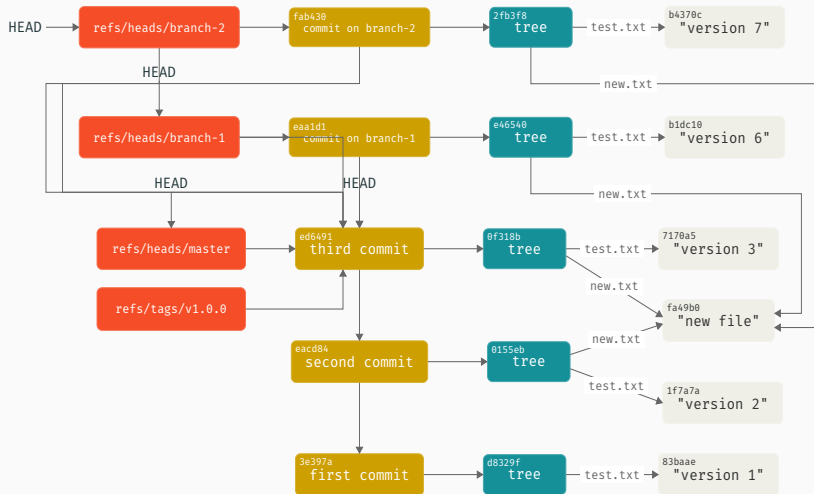 fab430
2fb3f8
b4370c
HEAD
refs/heads/branch-2
commit on branch-2
tree
test.txt
"version 7"
HEAD
new.txt
eaa1d1
e46540
b1dc10
refs/heads/branch-1
commit on branch-1
tree
test.txt
"version 6"
HEAD
HEAD
new.txt
ed6491
0f318b
7170a5
refs/heads/master
third commit
tree
test.txt
"version 3"
new.txt
refs/tags/v1.0.0
fa49b0
"new file"
new.txt
eacd84
0155eb
second commit
tree
test.txt
1f7a7a
"version 2"
3e397a
d8329f
83baae
first commit
tree
test.txt
"version 1"